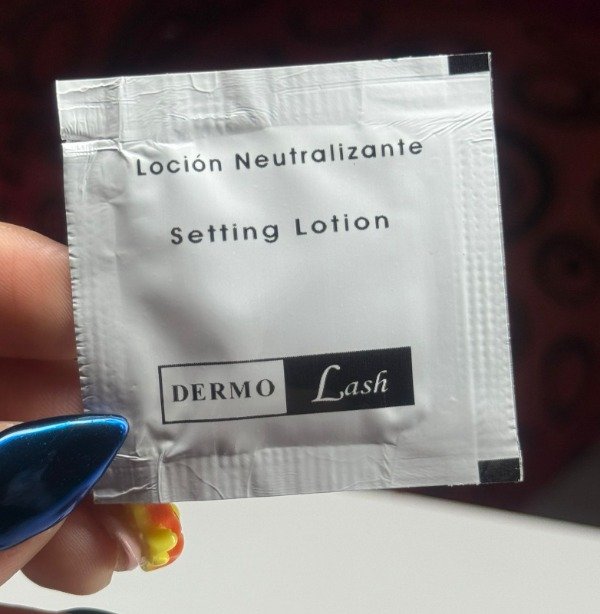 Loción Neutralizante
Setting Lotion
DERMO Lash